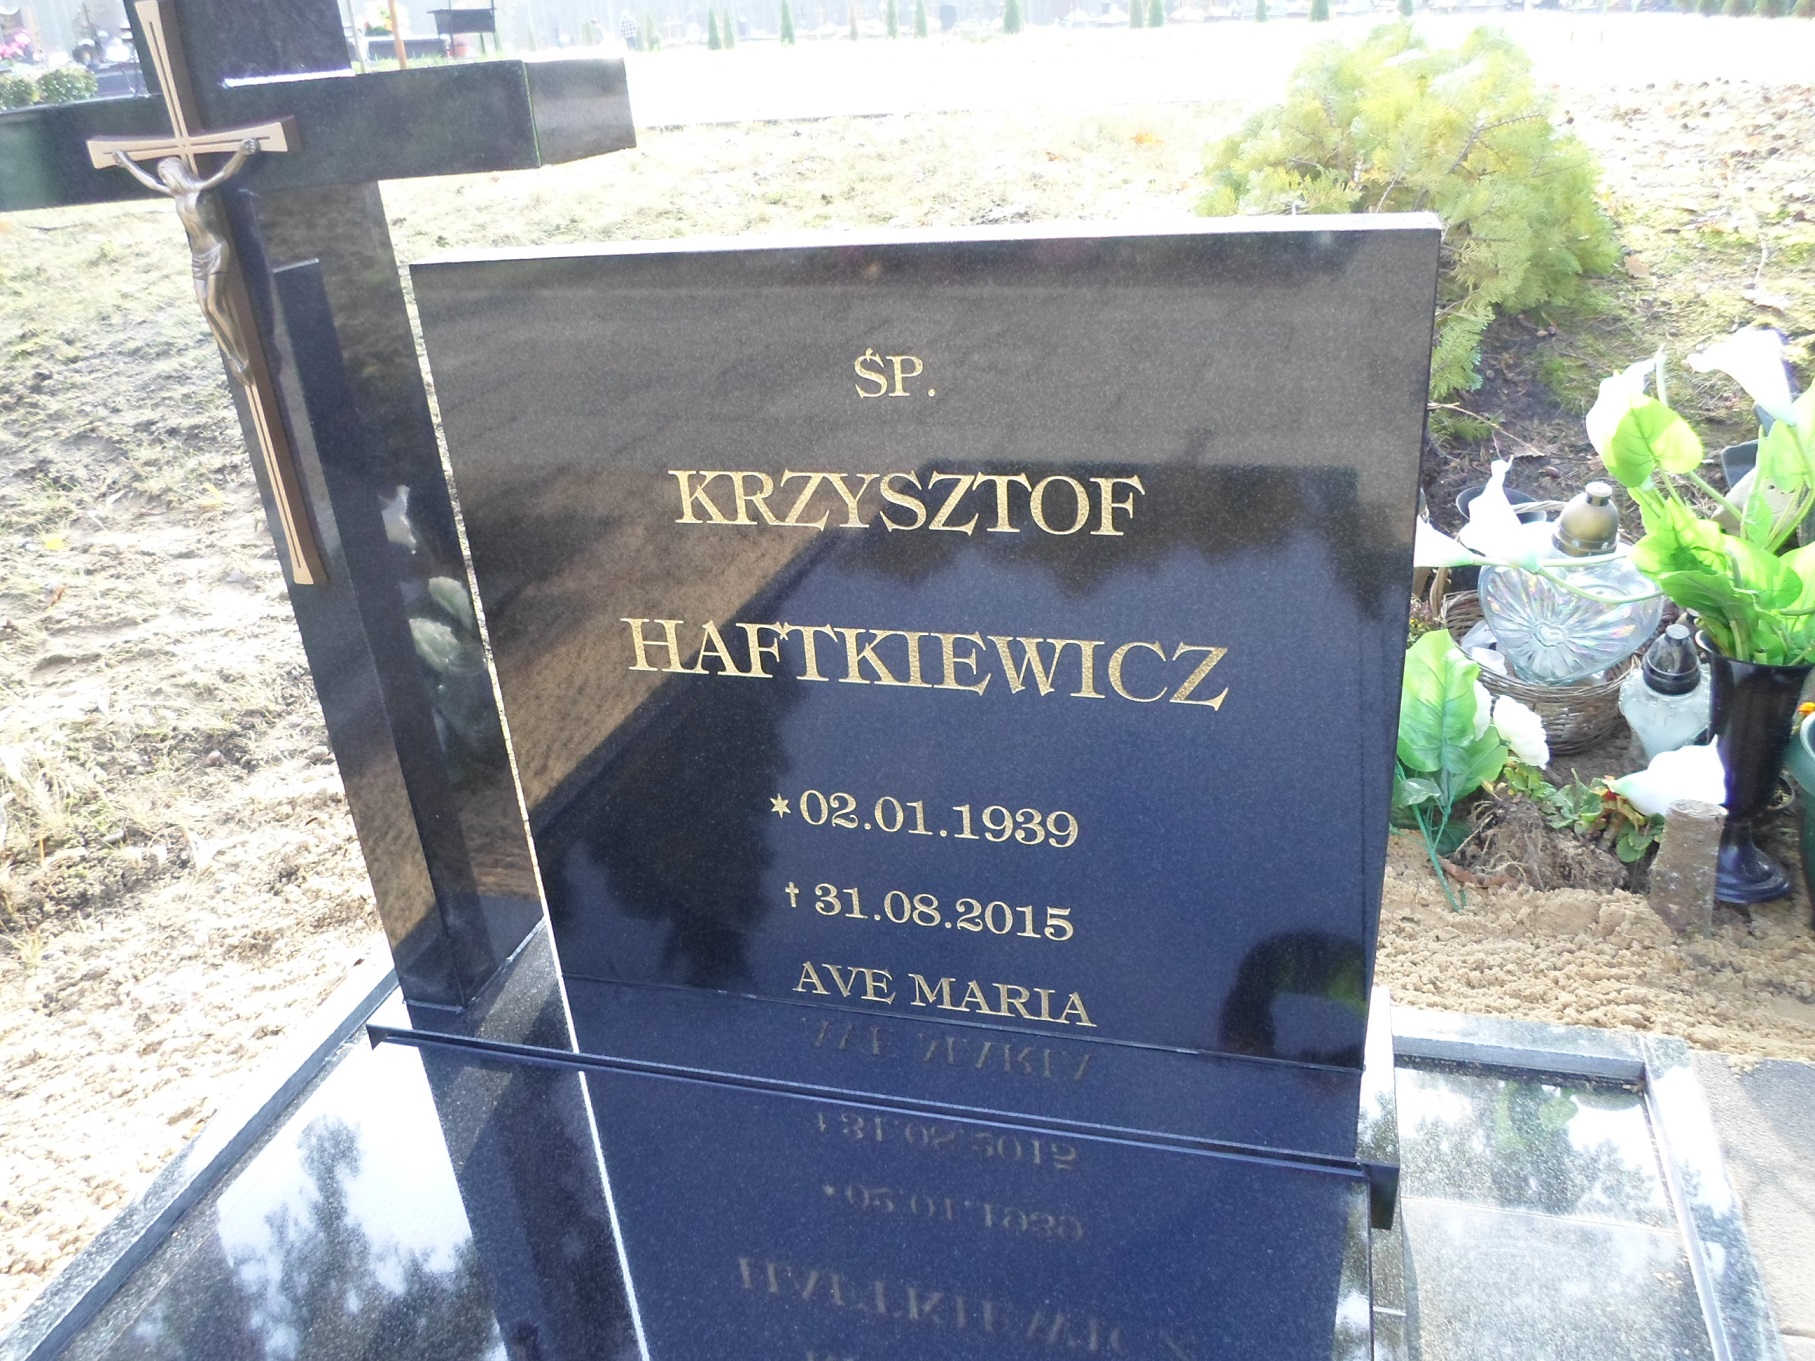 ŚP.
KRZYSZTOF
HAFTKIEWICZ
*02.01.1939
✝31.08.2015
AVE MARIA